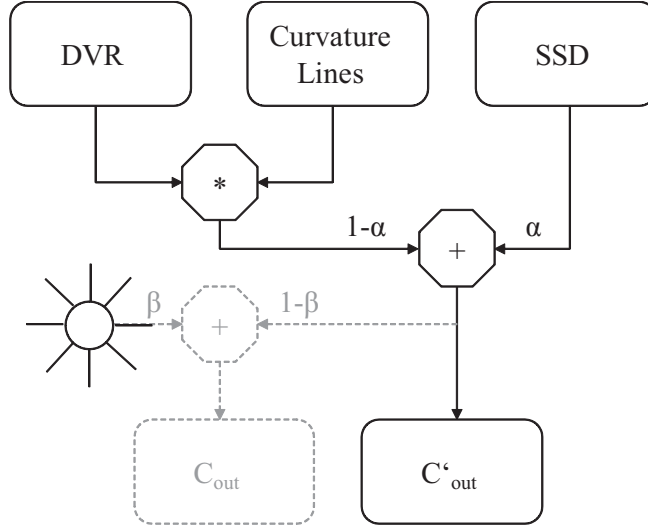 DVR
Curvature
Lines
SSD
*
1-α
+
α
β
+
1-β
C_out
C‘_out